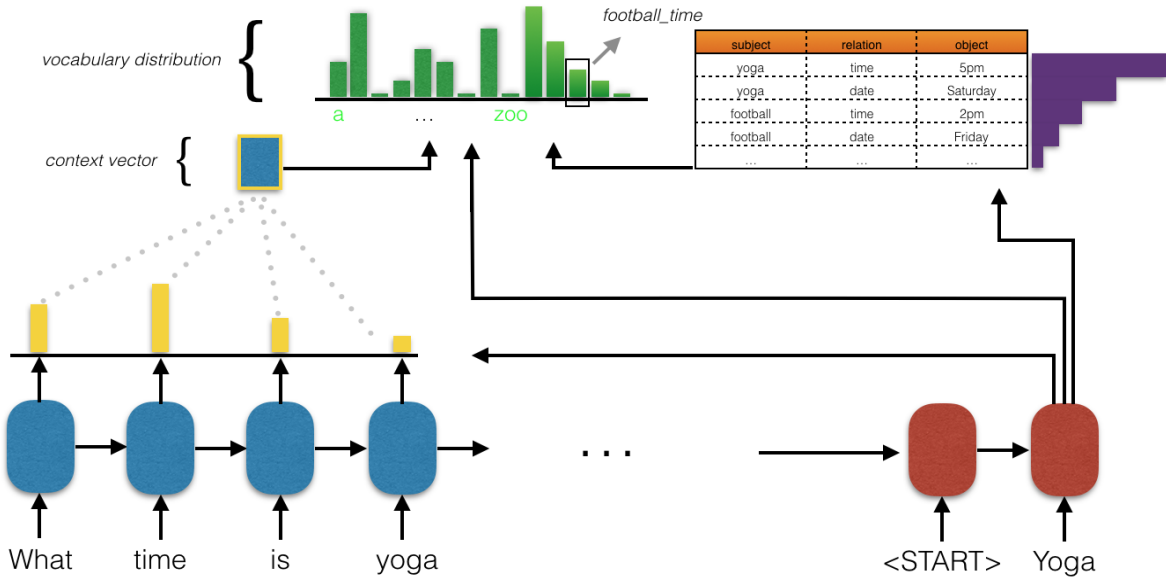 football_time
vocabulary distribution
a
...
zoo
context vector
subject relation object
yoga time 5pm
yoga date Saturday
football time 2pm
football date Friday
... ... ...
...
What time is yoga <START> Yoga